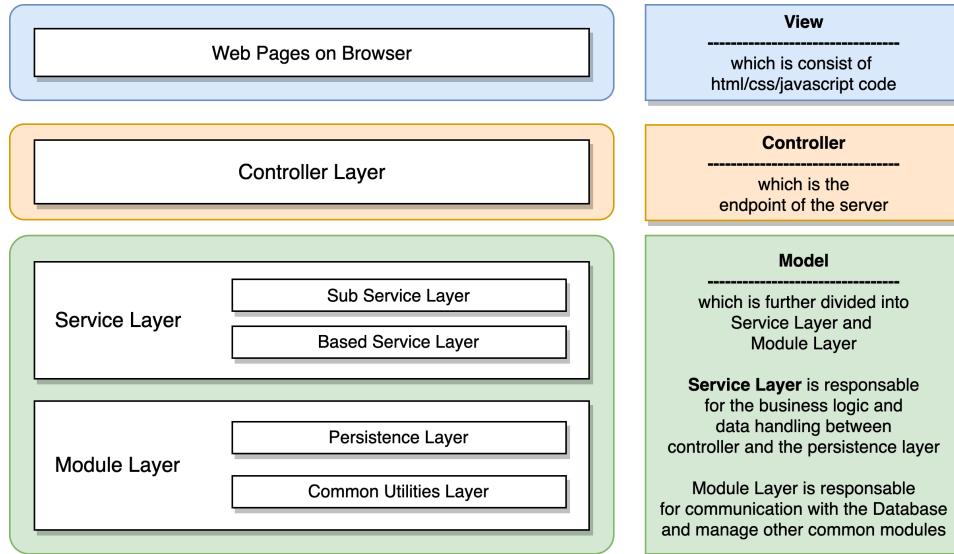 Web Pages on Browser
View
---------------------------------
which is consist of
html/css/javascript code
Controller Layer
Controller
---------------------------------
which is the
endpoint of the server
Service Layer
Sub Service Layer
Based Service Layer
Module Layer
Persistence Layer
Common Utilities Layer
Model
---------------------------------
which is further divided into
Service Layer and
Module Layer
Service Layer is responsable
for the business logic and
data handling between
controller and the persistence layer
Module Layer is responsable
for communication with the Database
and manage other common modules